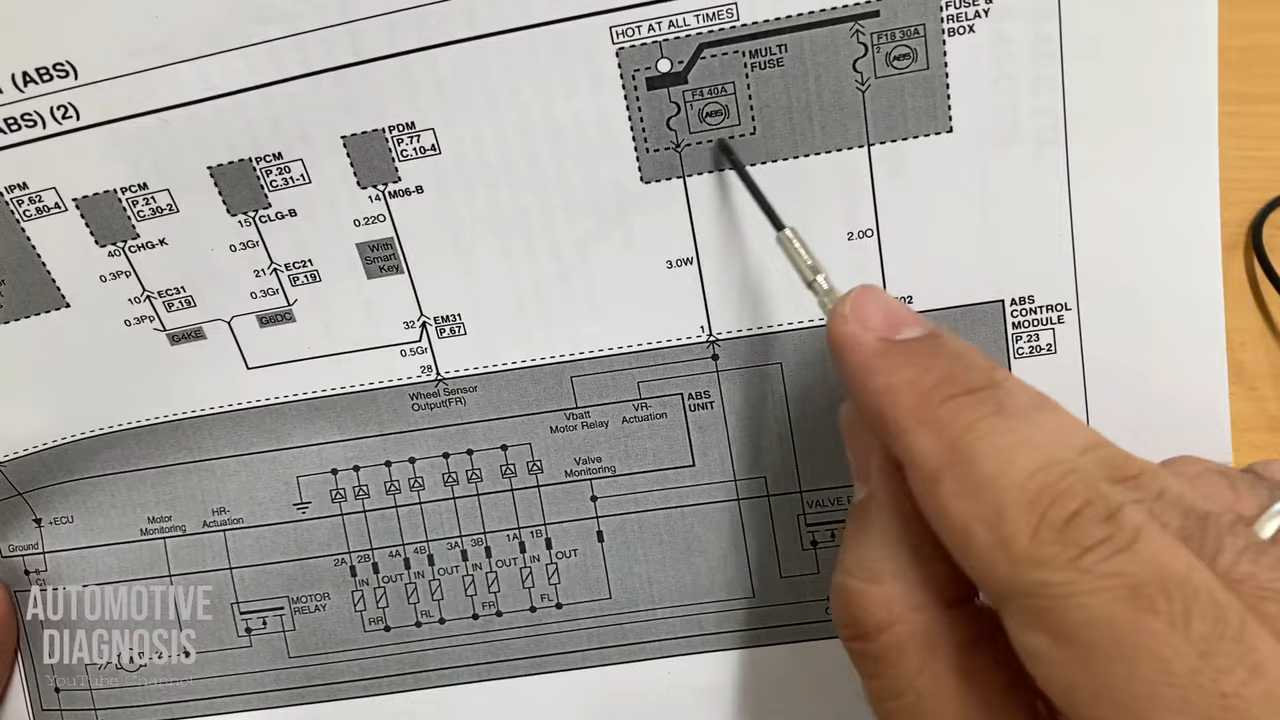 (ABS)
ABS) (2)
HOT AT ALL TIMES
FUSE &
RELAY
BOX
MULTI
FUSE
F4 40A
1
ABS
F18 30A
2
ABS
IPM
P.62
C.80-4
PCM
P.21
C.30-2
40
CHG-K
0.3Pp
10
EC31
P.19
0.3Pp
G4KE
PCM
P.20
C.31-1
15
CLG-B
0.3Gr
21
EC21
P.19
0.3Gr
G6DC
PDM
P.77
C.10-4
14
M06-B
0.22O
With
Smart
Key
32
EM31
P.67
0.5Gr
28
Wheel Sensor
Output(FR)
3.0W
2.0O
1
ABS
CONTROL
MODULE
P.23
C.20-2
ABS
UNIT
Vbatt
Motor Relay
VR-
Actuation
Valve
Monitoring
+ECU
Ground
C1
Motor
Monitoring
HR-
Actuation
2A
2B
4A
4B
3A
3B
1A
1B
IN
OUT
IN
OUT
IN
OUT
IN
OUT
RR
RL
FR
FL
MOTOR
RELAY
VALVE
AUTOMOTIVE
DIAGNOSIS
YouTube Channel